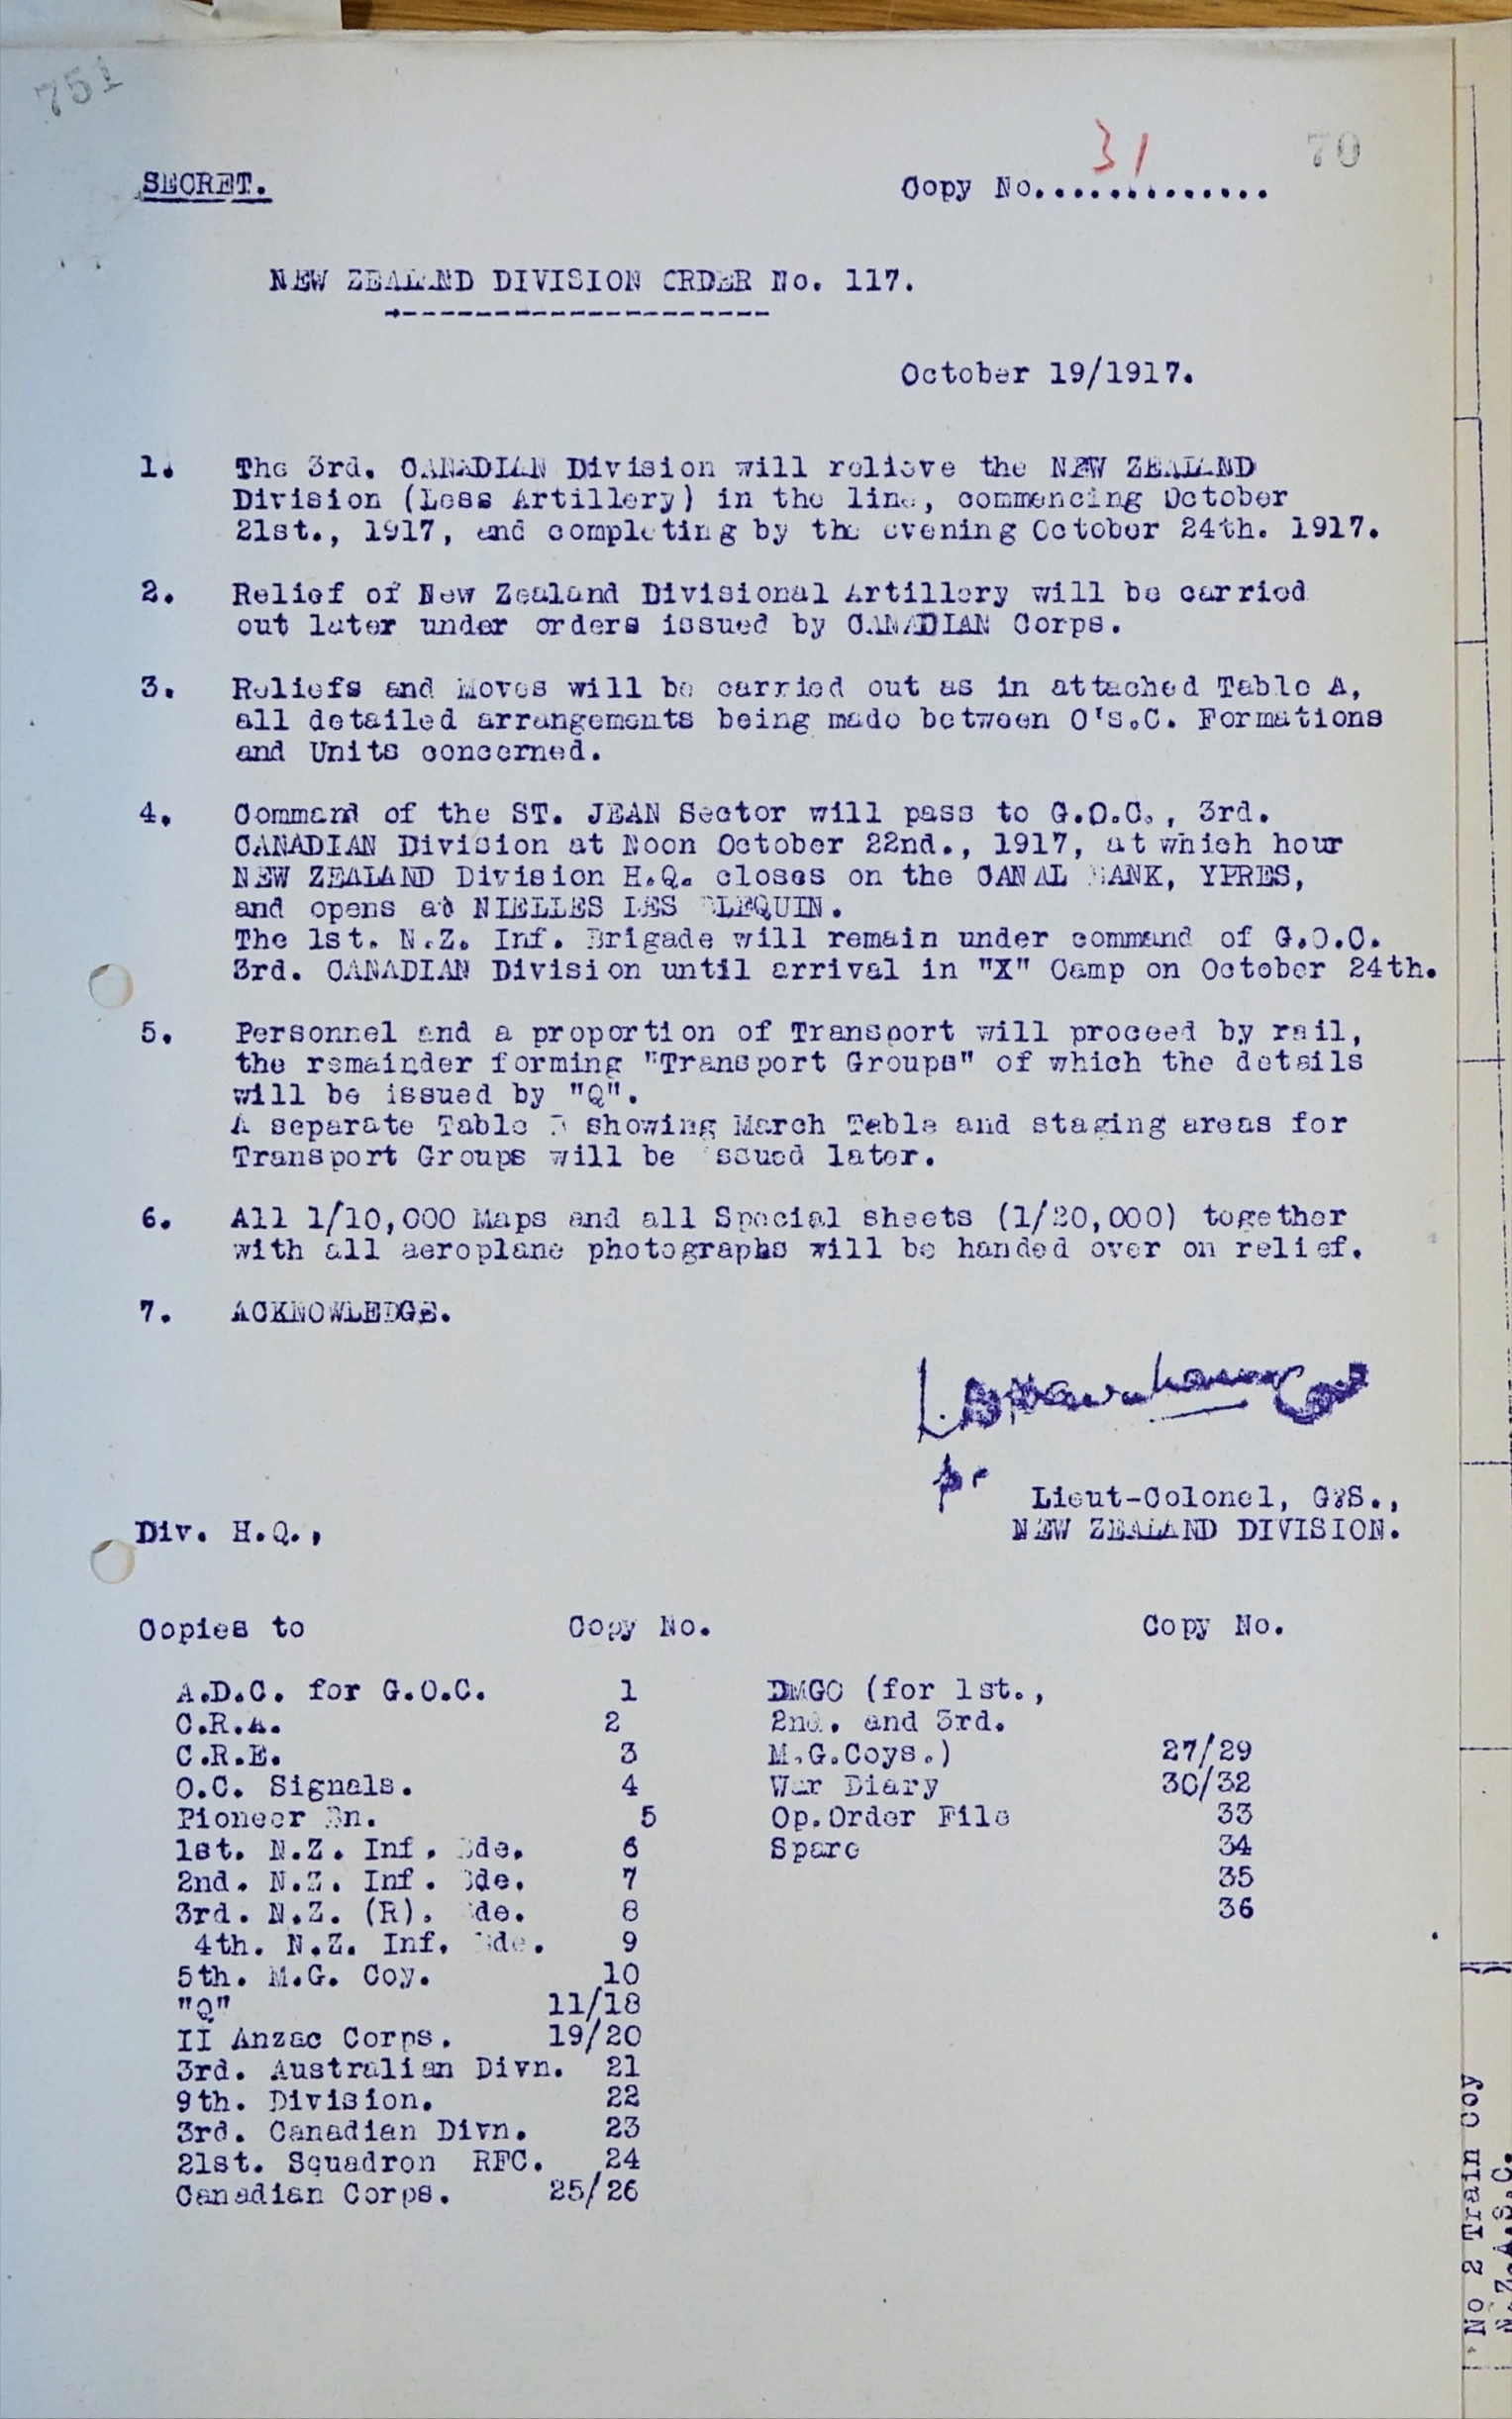 751
70
31
SECRET.
Copy No..............
NEW ZEALAND DIVISION ORDER No. 117.
---------------------
October 19/1917.
1. The 3rd. CANADIAN Division will relieve the NEW ZEALAND
Division (Less Artillery) in the line, commencing October
21st., 1917, and completing by the evening October 24th. 1917.
2. Relief of New Zealand Divisional Artillery will be carried
out later under orders issued by CANADIAN Corps.
3. Reliefs and Moves will be carried out as in attached Table A,
all detailed arrangements being made between O's.C. Formations
and Units concerned.
4. Command of the ST. JEAN Sector will pass to G.O.C., 3rd.
CANADIAN Division at Noon October 22nd., 1917, at which hour
NEW ZEALAND Division H.Q. closes on the CANAL BANK, YPRES,
and opens at NIELLES LES BLEQUIN.
The 1st. N.Z. Inf. Brigade will remain under command of G.O.C.
3rd. CANADIAN Division until arrival in "X" Camp on October 24th.
5. Personnel and a proportion of Transport will proceed by rail,
the remainder forming "Transport Groups" of which the details
will be issued by "Q".
A separate Table B showing March Table and staging areas for
Transport Groups will be issued later.
6. All 1/10,000 Maps and all Special sheets (1/20,000) together
with all aeroplane photographs will be handed over on relief.
7. ACKNOWLEDGE.
Lieut-Colonel, G.S.,
Div. H.Q., NEW ZEALAND DIVISION.
Copies to Copy No. Copy No.
A.D.C. for G.O.C. 1 DMGO (for 1st.,
C.R.A. 2 2nd. and 3rd.
C.R.E. 3 M.G.Coys.) 27/29
O.C. Signals. 4 War Diary 30/32
Pioneer Bn. 5 Op.Order File 33
1st. N.Z. Inf. Bde. 6 Spare 34
2nd. N.Z. Inf. Bde. 7 35
3rd. N.Z. (R). Bde. 8 36
4th. N.Z. Inf. Bde. 9
5th. M.G. Coy. 10
"Q" 11/18
II Anzac Corps. 19/20
3rd. Australian Divn. 21
9th. Division. 22
3rd. Canadian Divn. 23
21st. Squadron RFC. 24
Canadian Corps. 25/26
No 2 Train Coy
N.Z.A.S.C.